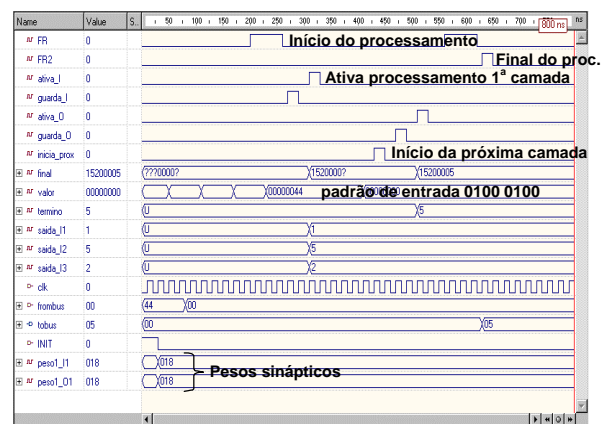 Name Value S... 50 100 150 200 250 300 350 400 450 500 550 600 650 700 ns
800 ns
FR 0 Início do processamento
FR2 0 Final do proc.
ativa_I 0 Ativa processamento 1ª camada
guarda_I 0
ativa_O 0
guarda_O 0
inicia_prox 0 Início da próxima camada
final 15200005 (???0000? 1520000? 15200005
valor 00000000 00000044 padrão de entrada 0100 0100
termino 5 (U 5
saida_I1 1 (U 1
saida_I2 5 (U 5
saida_I3 2 (U 2
clk 0
frombus 00 (44 00
tobus 05 (00 05
INIT 0
peso1_I1 018 018
Pesos sinápticos
peso1_O1 018 018